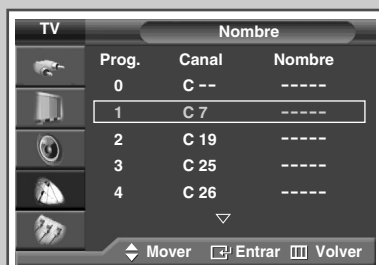 TV Nombre
Prog. Canal Nombre
0 C -- -----
1 C 7 -----
2 C 19 -----
3 C 25 -----
4 C 26 -----
Mover Entrar Volver